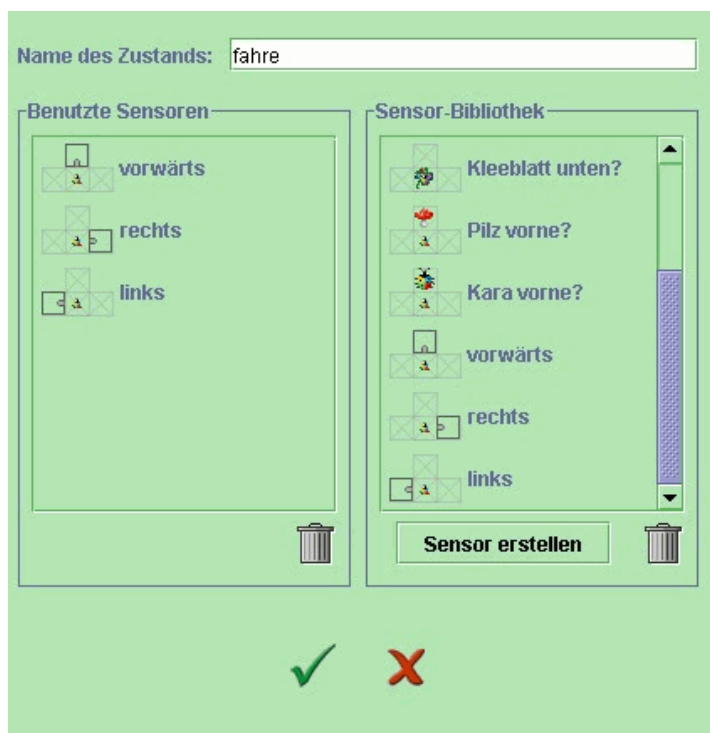 Name des Zustands: fahre
Benutzte Sensoren
vorwärts
rechts
links
Sensor-Bibliothek
Kleeblatt unten?
Pilz vorne?
Kara vorne?
vorwärts
rechts
links
Sensor erstellen